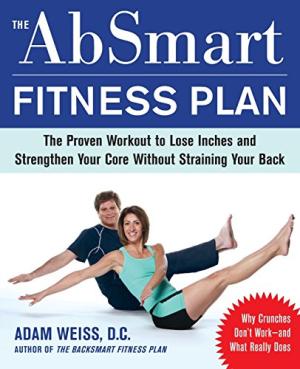 THE AbSmart
FITNESS PLAN
The Proven Workout to Lose Inches and
Strengthen Your Core Without Straining Your Back
Why Crunches
Don't Work—and
What Really Does
ADAM WEISS, D.C.
AUTHOR OF THE BACKSMART FITNESS PLAN